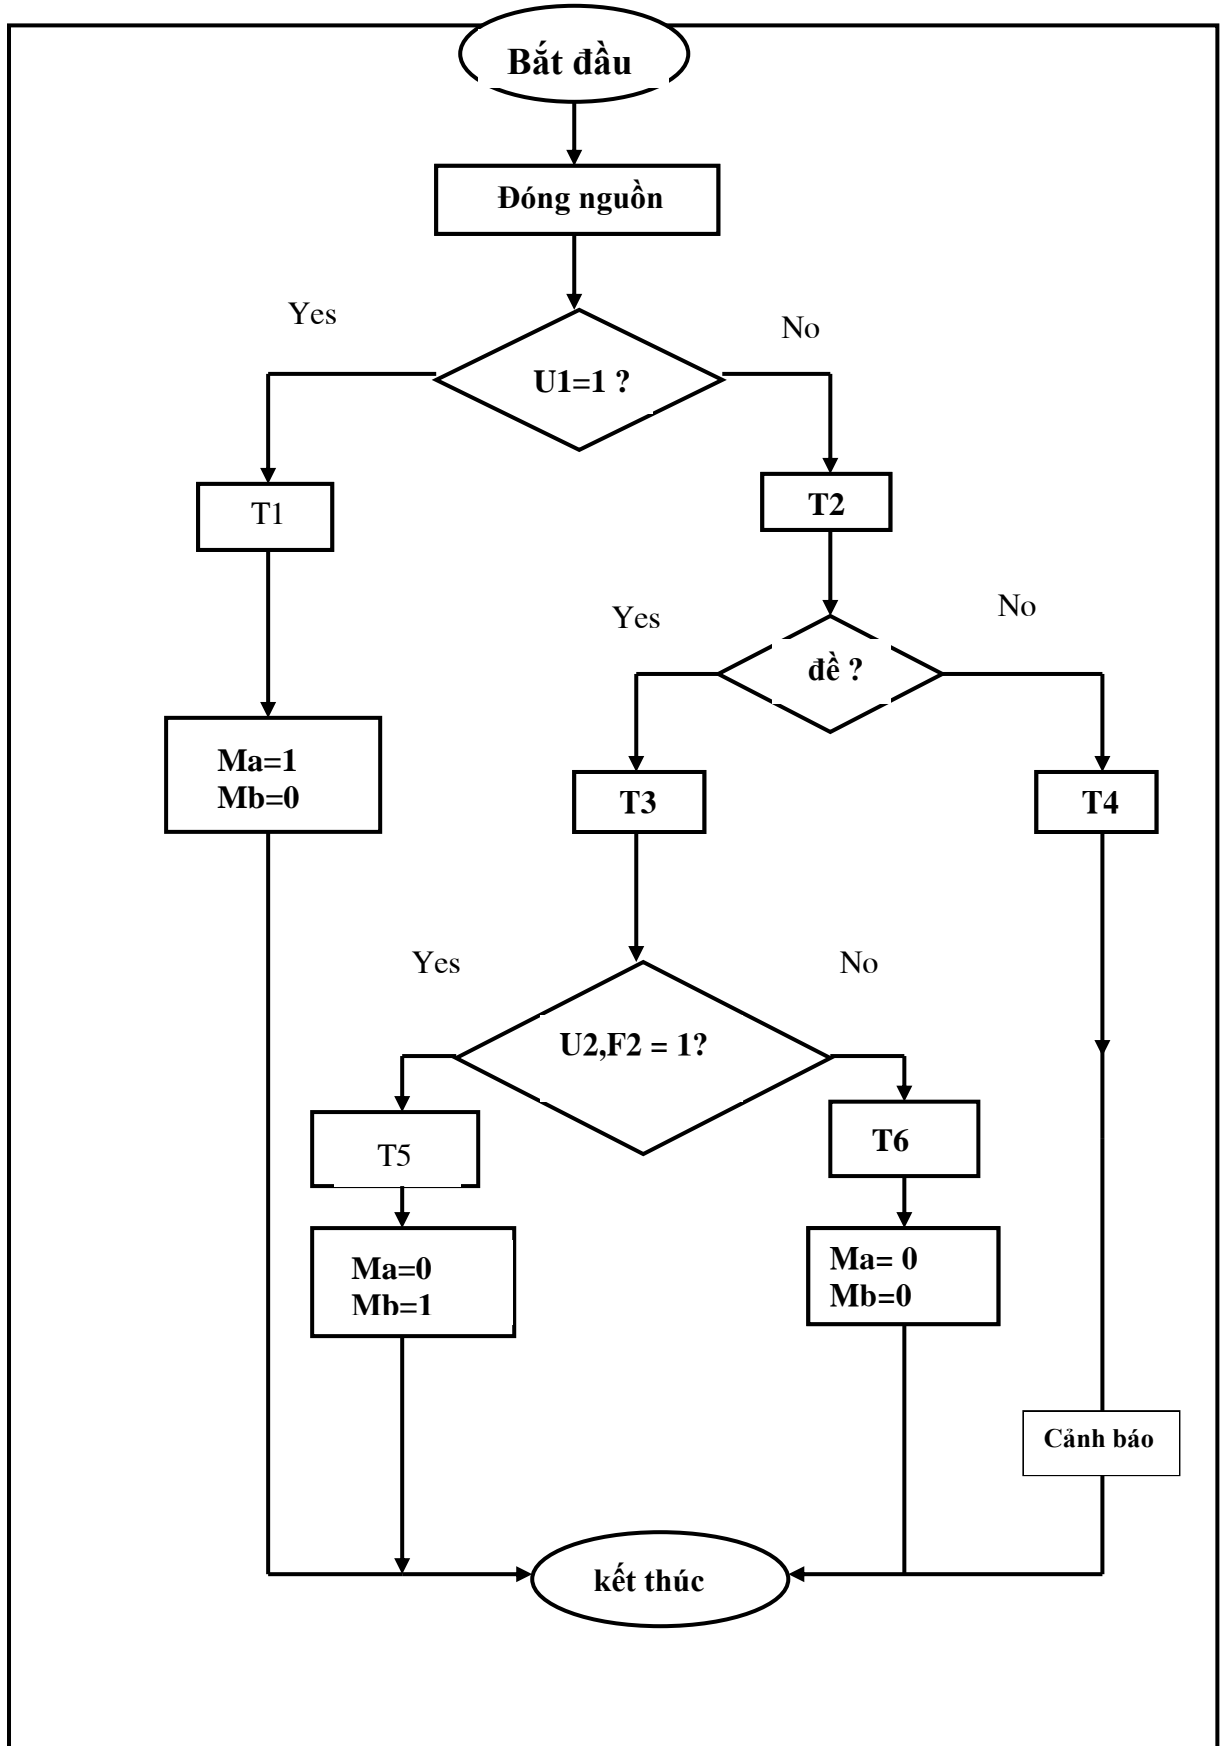 Bắt đầu
Đóng nguồn
Yes
No
U1=1 ?
T1
T2
Yes
No
đề ?
Ma=1
Mb=0
T3
T4
Yes
No
U2,F2 = 1?
T5
T6
Ma=0
Mb=1
Ma= 0
Mb=0
Cảnh báo
kết thúc